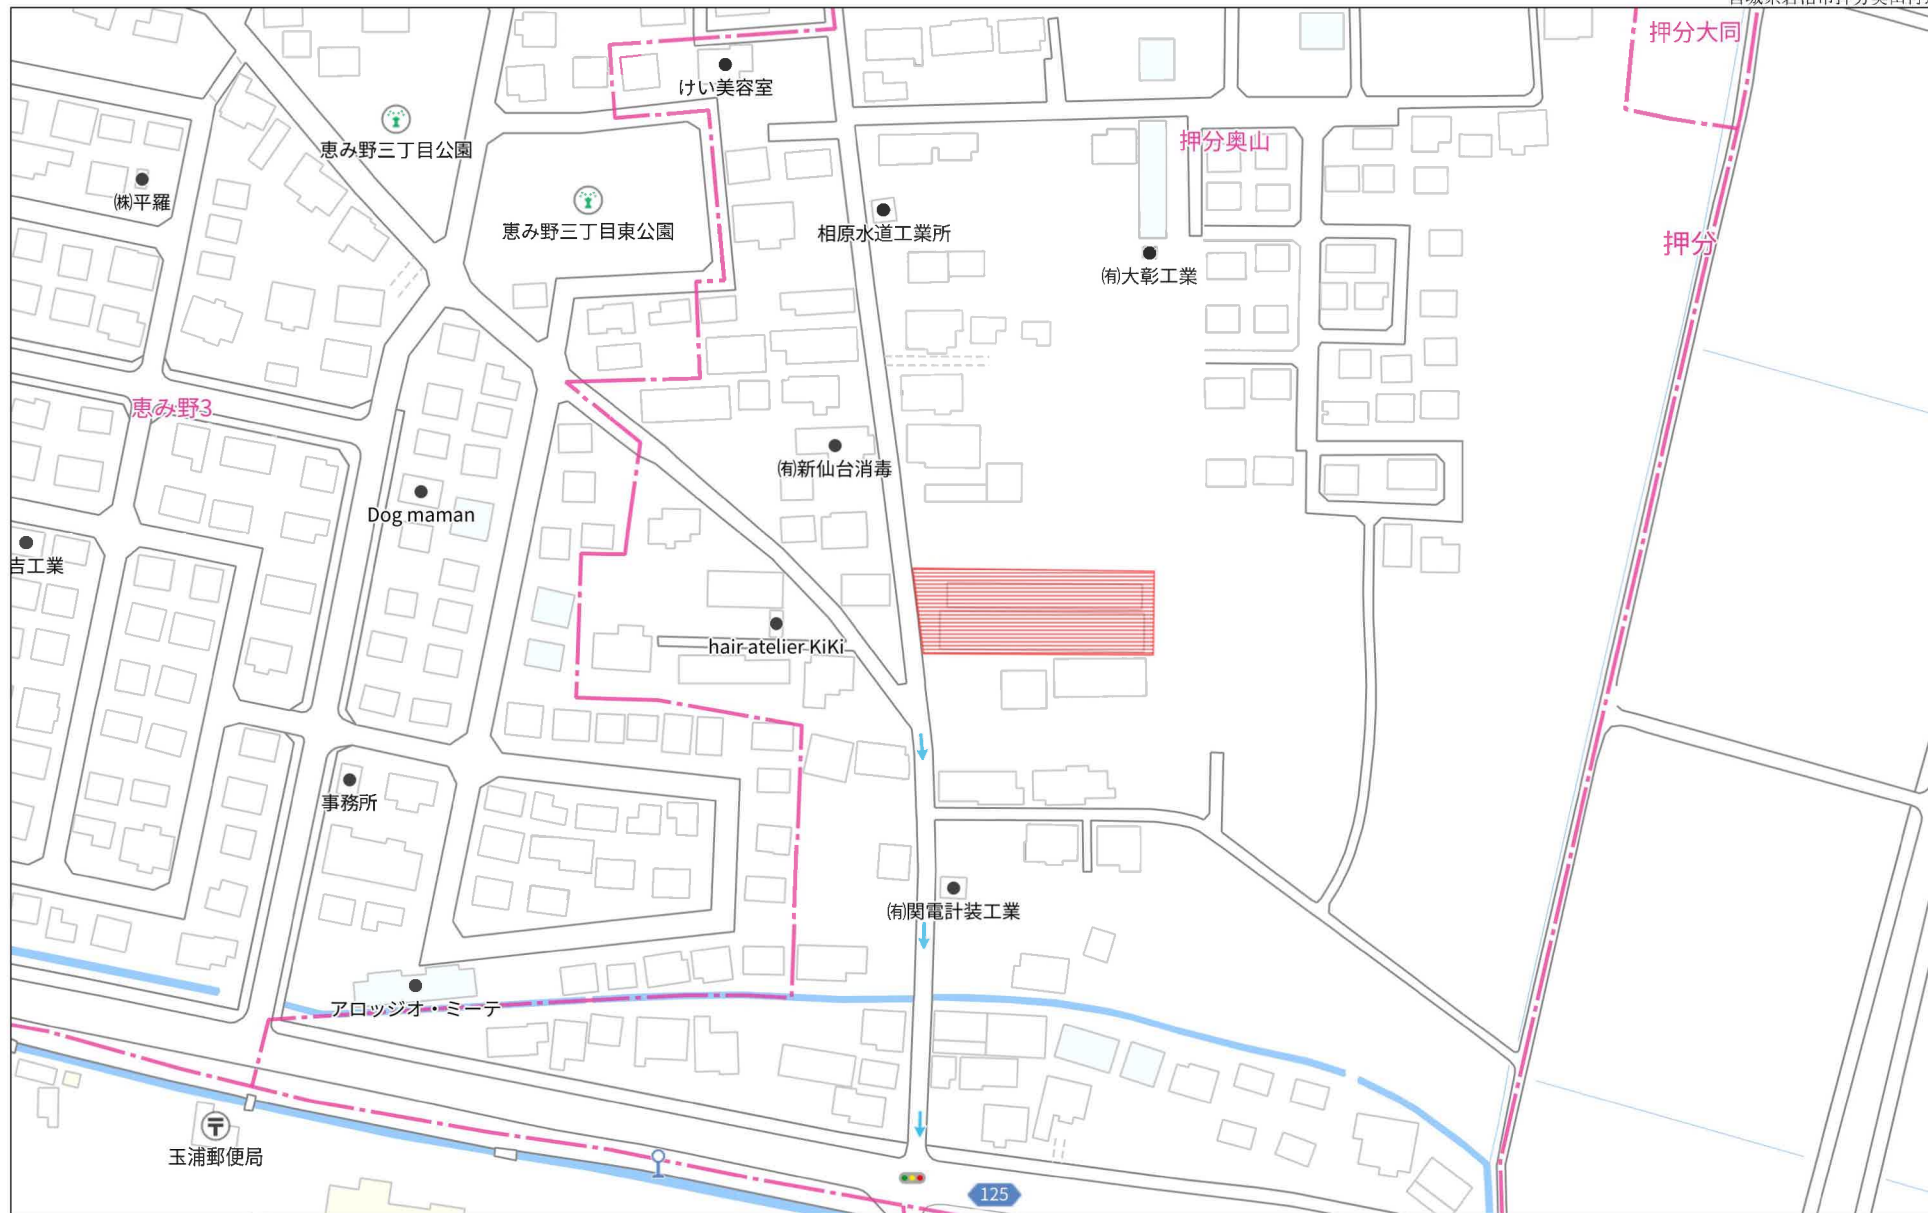 押分大同
けい美容室
恵み野三丁目公園
押分奥山
㈱平羅
恵み野三丁目東公園
相原水道工業所
押分
㈲大彰工業
恵み野3
㈲新仙台消毒
Dog maman
吉工業
hair atelier KiKi
事務所
㈲関電計装工業
アロッジオ・ミーテ
玉浦郵便局
125